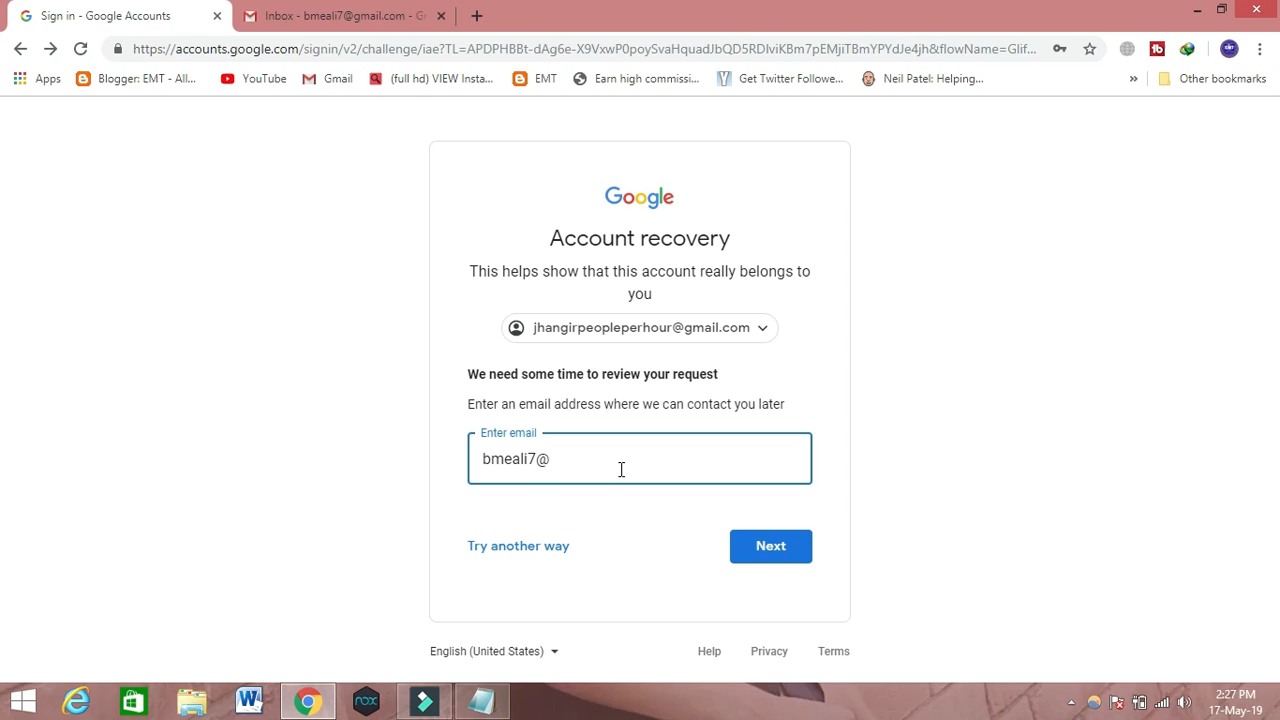 Sign in - Google Accounts
Inbox - bmeali7@gmail.com - G
https://accounts.google.com/signin/v2/challenge/iae?TL=APDPHBBt-dAg6e-X9VxwP0poySvaHquadJbQD5RDIviKBm7pEMjiTBmYPYdJe4jh&flowName=Glif...
Apps
Blogger: EMT - All...
YouTube
Gmail
(full hd) VIEW Insta...
EMT
Earn high commissi...
Get Twitter Followe...
Neil Patel: Helping...
»
Other bookmarks
Google
Account recovery
This helps show that this account really belongs to
you
jhangirpeopleperhour@gmail.com
We need some time to review your request
Enter an email address where we can contact you later
Enter email
bmeali7@
Try another way
Next
English (United States)
Help
Privacy
Terms
nox
2:27 PM
17-May-19